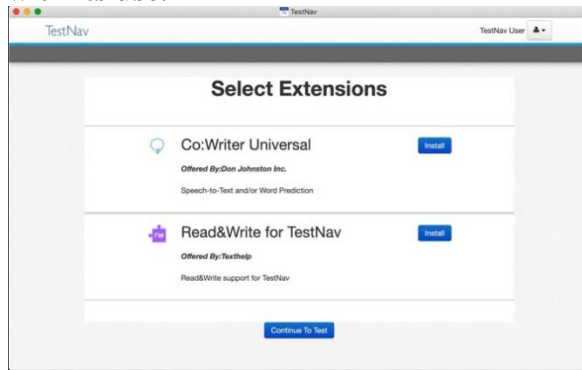 TestNav
TestNav
TestNav User
Select Extensions
Co:Writer Universal
Install
Offered By:Don Johnston Inc.
Speech-to-Text and/or Word Prediction
Read&Write for TestNav
Install
Offered By:Texthelp
Read&Write support for TestNav
Continue To Test